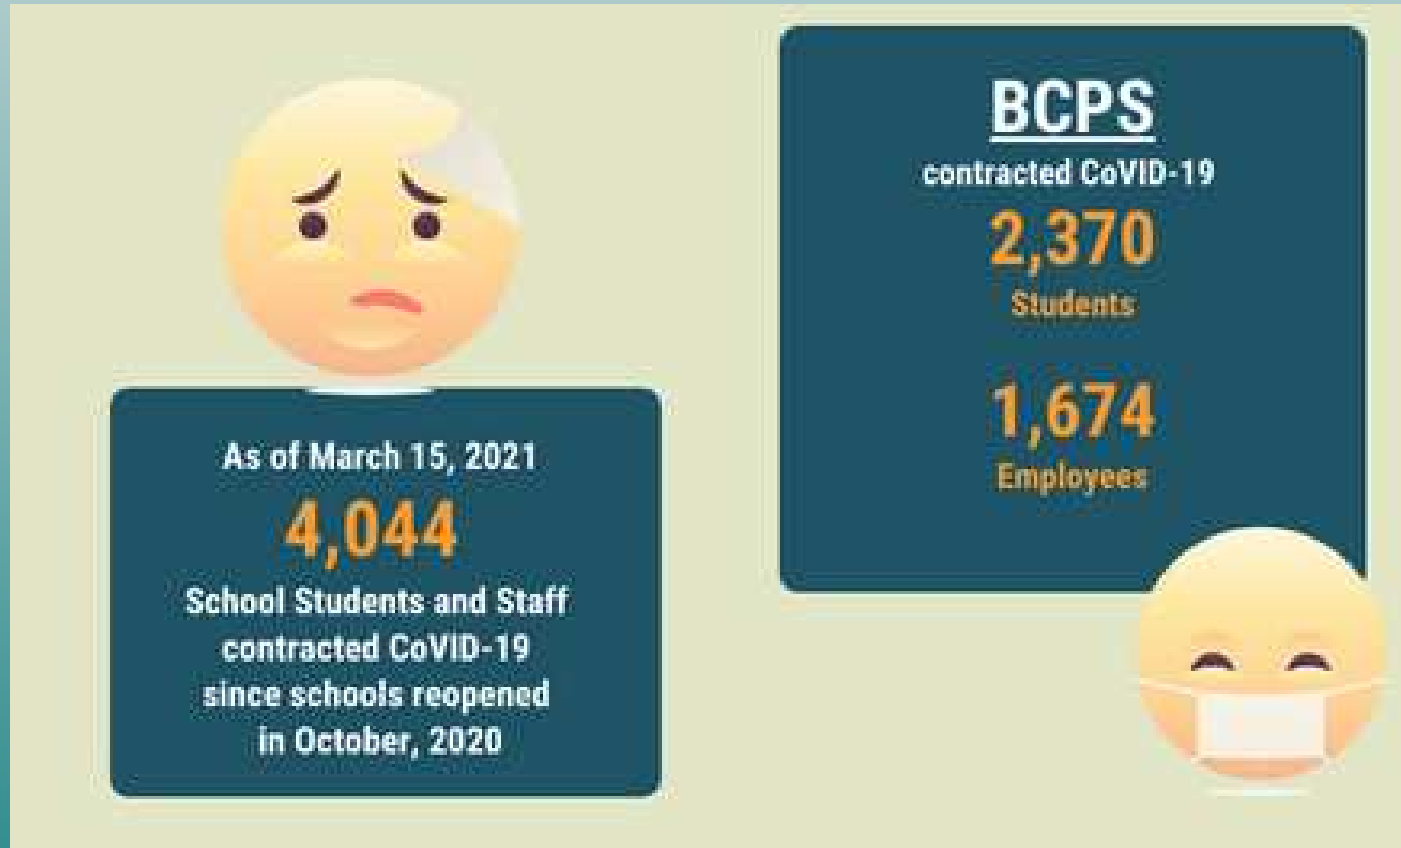 As of March 15, 2021
4,044
School Students and Staff
contracted CoVID-19
since schools reopened
in October, 2020
BCPS
contracted CoVID-19
2,370
Students
1,674
Employees